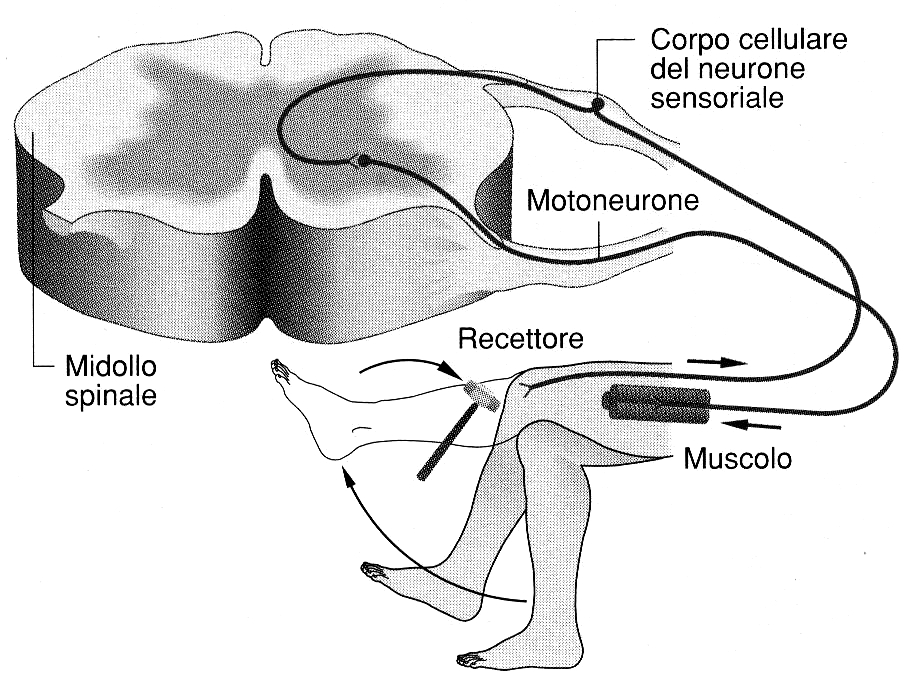 Corpo cellulare
del neurone
sensoriale
Motoneurone
Recettore
Midollo
spinale
Muscolo